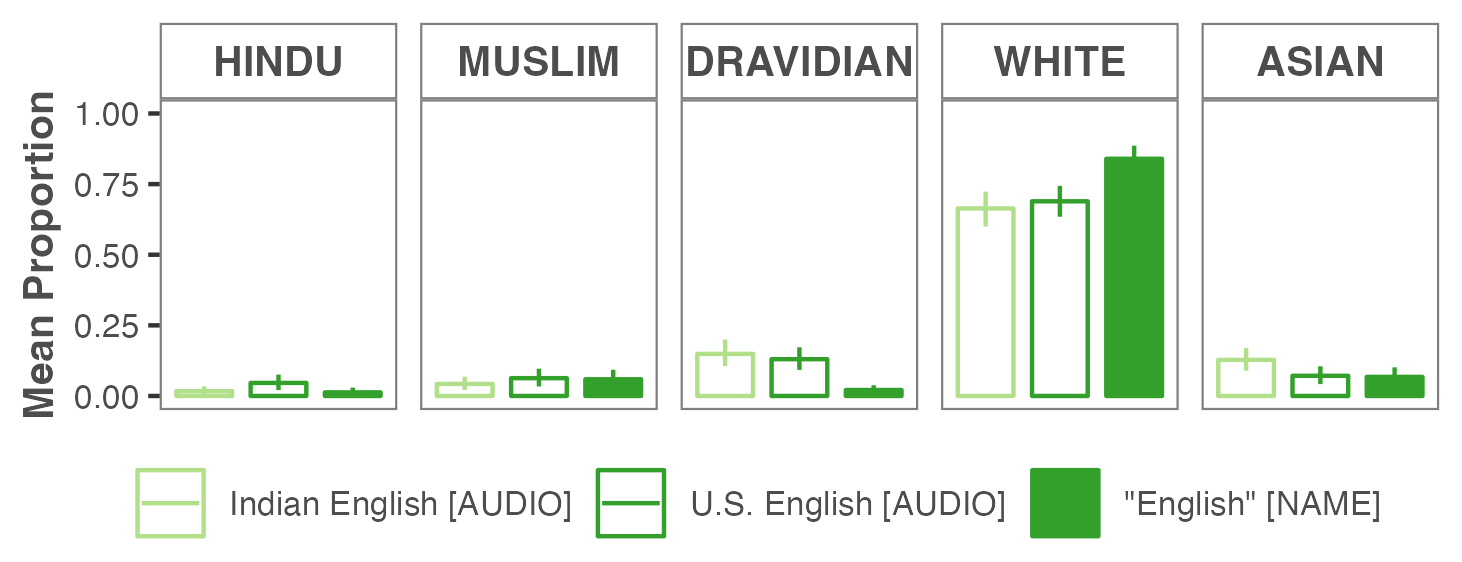 HINDU MUSLIM DRAVIDIAN WHITE ASIAN
Mean Proportion
1.00
0.75
0.50
0.25
0.00
Indian English [AUDIO] U.S. English [AUDIO] "English" [NAME]